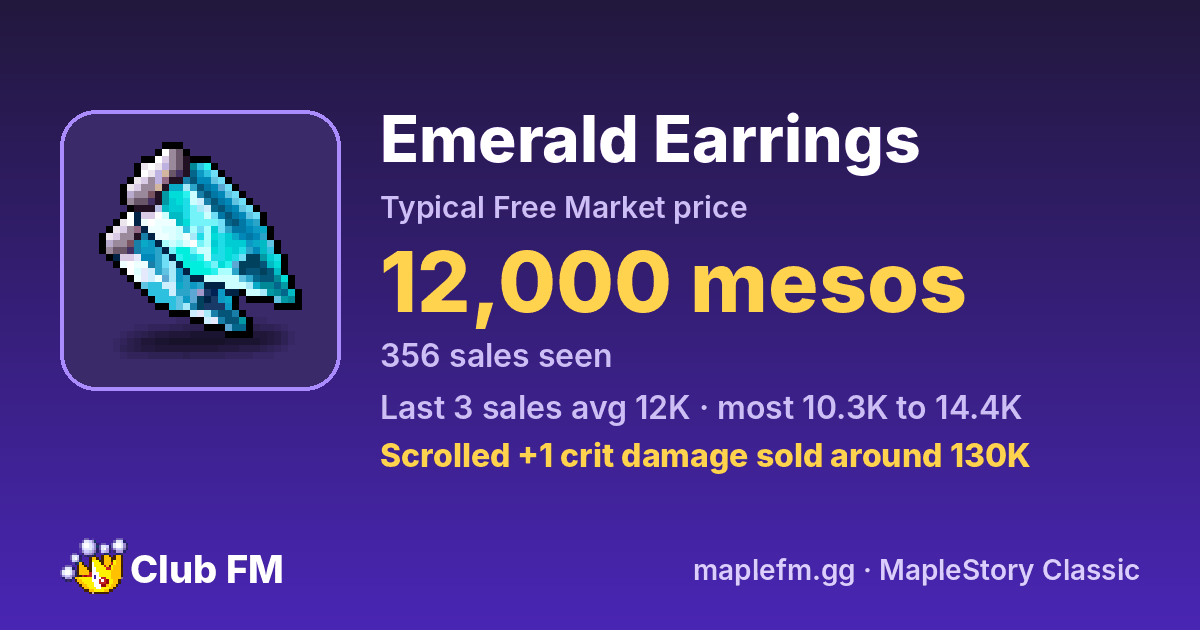 Emerald Earrings
Typical Free Market price
12,000 mesos
356 sales seen
Last 3 sales avg 12K · most 10.3K to 14.4K
Scrolled +1 crit damage sold around 130K
Club FM
maplefm.gg · MapleStory Classic